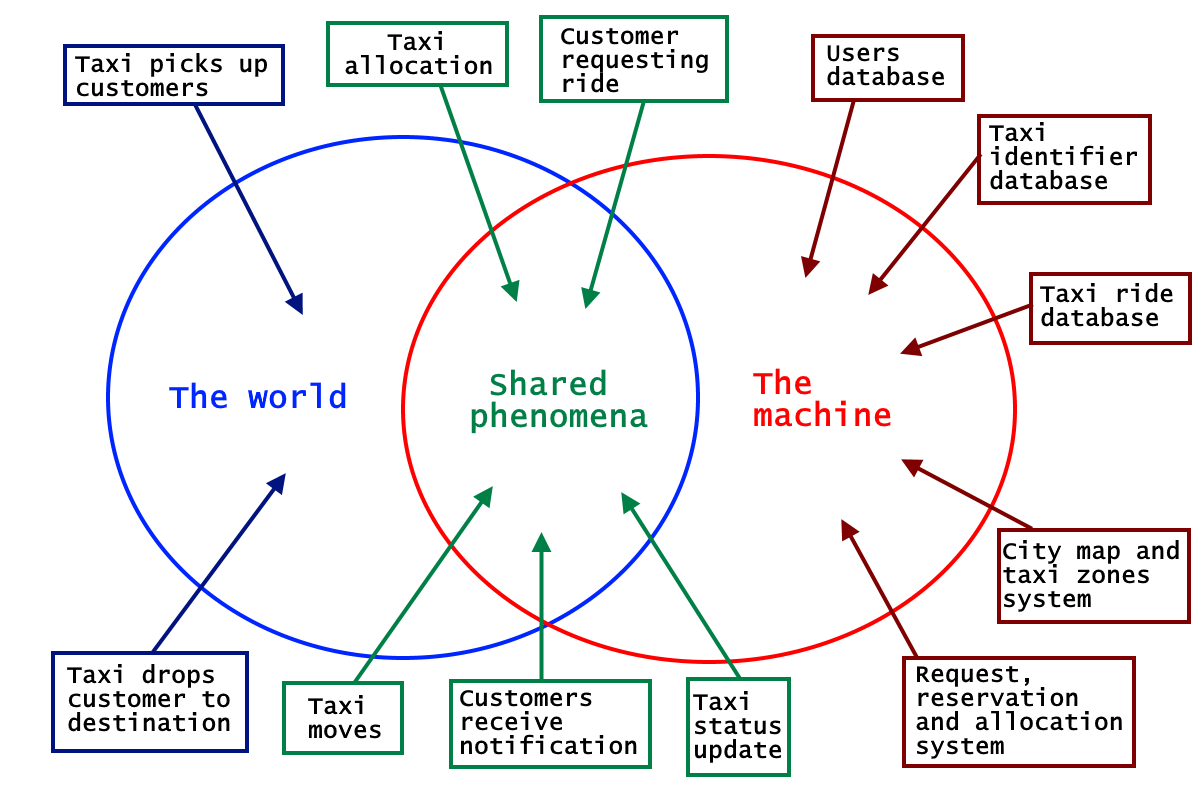 Taxi picks up
customers
Taxi
allocation
Customer
requesting
ride
Users
database
Taxi
identifier
database
Taxi ride
database
The world
Shared
phenomena
The
machine
City map and
taxi zones
system
Taxi drops
customer to
destination
Taxi
moves
Customers
receive
notification
Taxi
status
update
Request,
reservation
and allocation
system